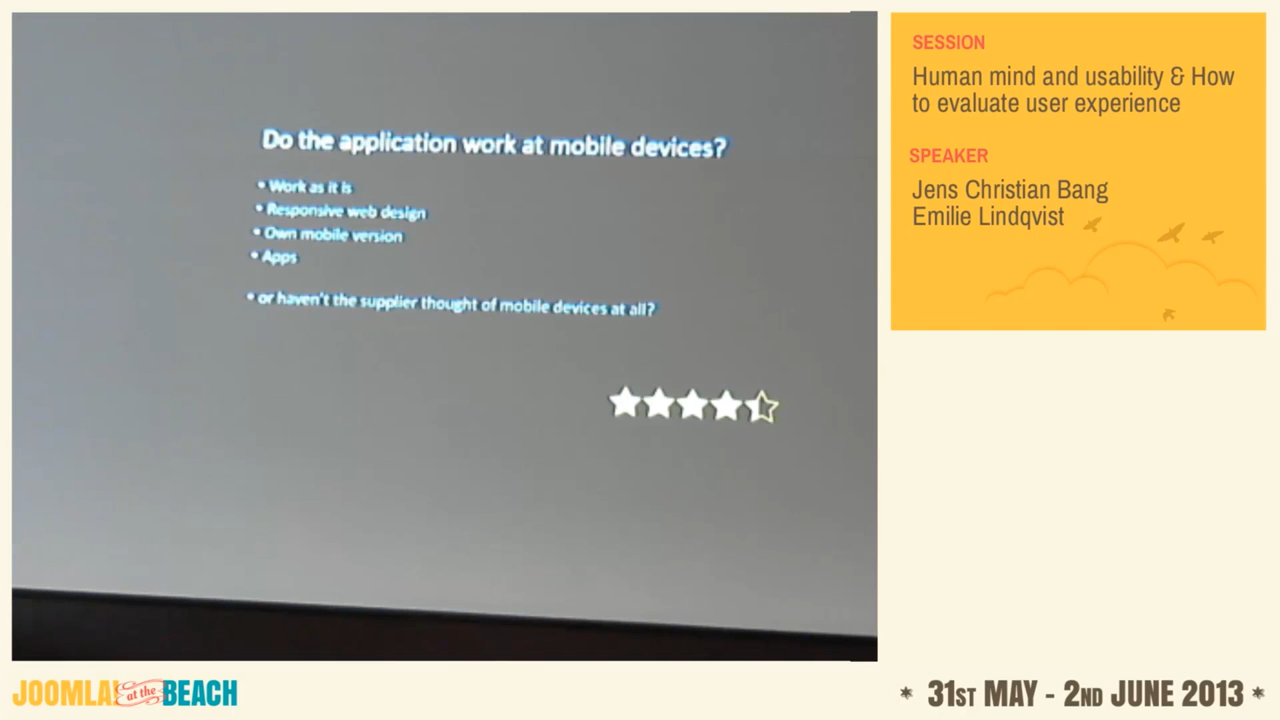 Do the application work at mobile devices?
• Work as it is
• Responsive web design
• Own mobile version
• Apps
• or haven't the supplier thought of mobile devices at all?
SESSION
Human mind and usability & How
to evaluate user experience
SPEAKER
Jens Christian Bang
Emilie Lindqvist
JOOMLA! at the BEACH
* 31ST MAY - 2ND JUNE 2013 *